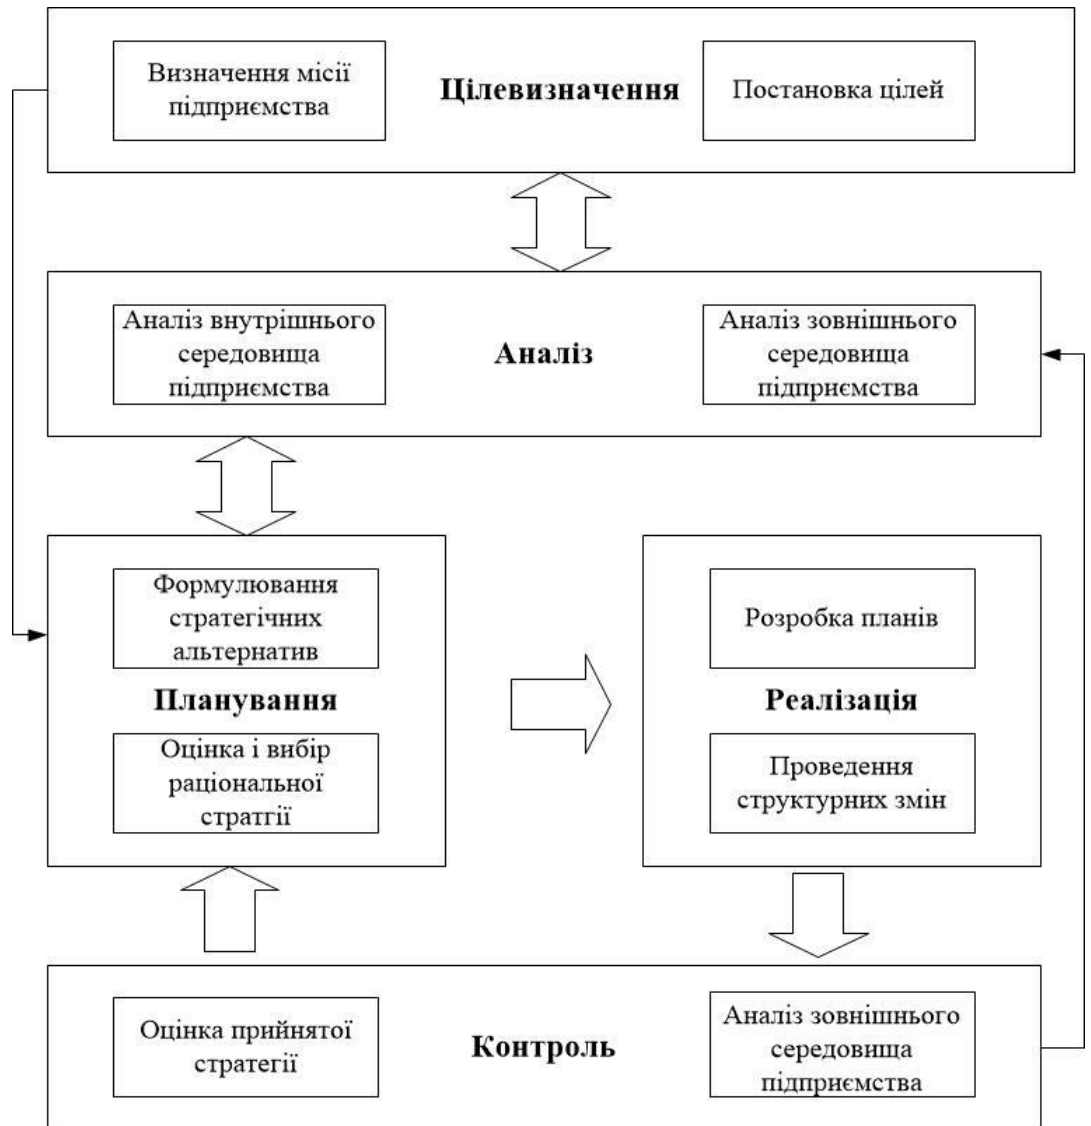 Визначення місії
підприємства
Цілевизначення
Постановка цілей
Аналіз внутрішнього
середовища
підприємства
Аналіз
Аналіз зовнішнього
середовища
підприємства
Формулювання
стратегічних
альтернатив
Планування
Оцінка і вибір
раціональної
стратгії
Розробка планів
Реалізація
Проведення
структурних змін
Оцінка прийнятої
стратегії
Контроль
Аналіз зовнішнього
середовища
підприємства